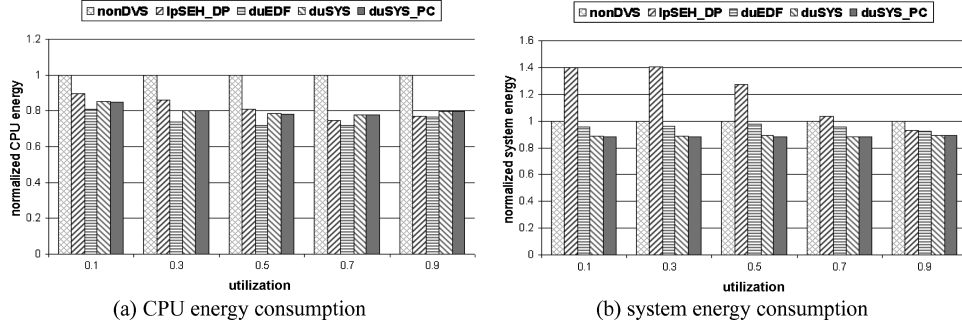 nonDVS lpSEH_DP duEDF duSYS duSYS_PC
normalized CPU energy
1.2
1
0.8
0.6
0.4
0.2
0
0.1 0.3 0.5 0.7 0.9
utilization
(a) CPU energy consumption
nonDVS lpSEH_DP duEDF duSYS duSYS_PC
normalized system energy
1.6
1.4
1.2
1
0.8
0.6
0.4
0.2
0
0.1 0.3 0.5 0.7 0.9
utilization
(b) system energy consumption